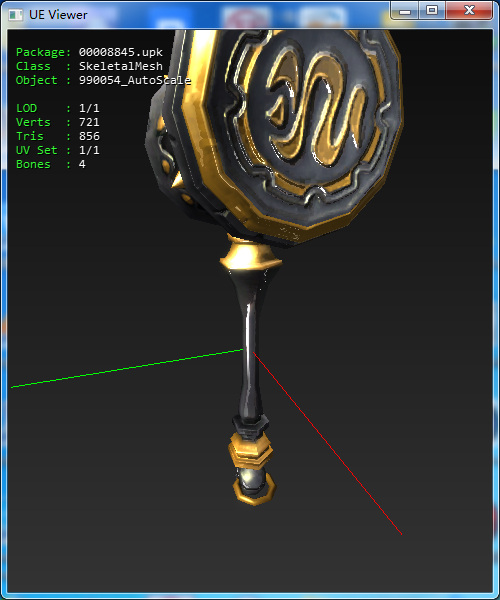 UE Viewer
Package: 00008845.upk
Class : SkeletalMesh
Object : 990054_AutoScale
LOD : 1/1
Verts : 721
Tris : 856
UV Set : 1/1
Bones : 4